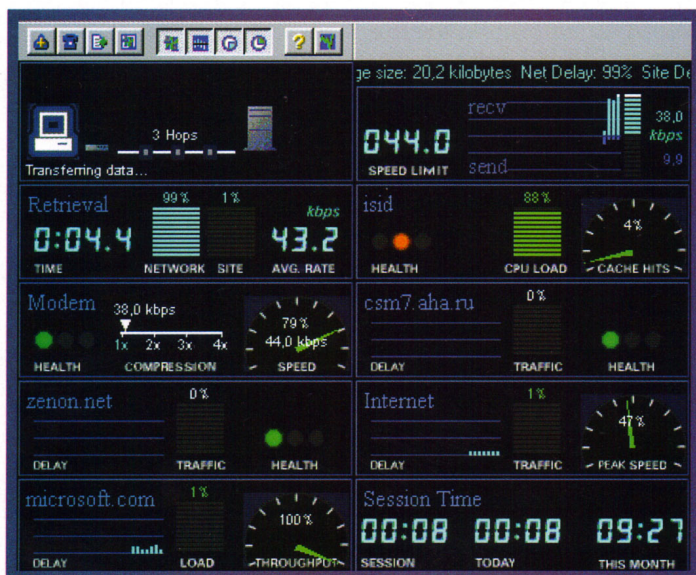 ge size: 20,2 kilobytes Net Delay: 99% Site De
3 Hops
Transferring data...
recv
044.0
38,0
kbps
SPEED LIMIT
send
9,9
Retrieval
99%
1%
kbps
0:04.4
43.2
TIME
NETWORK
SITE
AVG. RATE
isid
88%
4%
HEALTH
CPU LOAD
CACHE HITS
Modem
38,0 kbps
79%
44,0 kbps
1x 2x 3x 4x
HEALTH
COMPRESSION
SPEED
csm7.aha.ru
0%
DELAY
TRAFFIC
HEALTH
zenon.net
0%
DELAY
TRAFFIC
HEALTH
Internet
1%
47%
DELAY
TRAFFIC
PEAK SPEED
microsoft.com
1%
100%
DELAY
LOAD
THROUGHPUT
Session Time
00:08
00:08
09:27
SESSION
TODAY
THIS MONTH